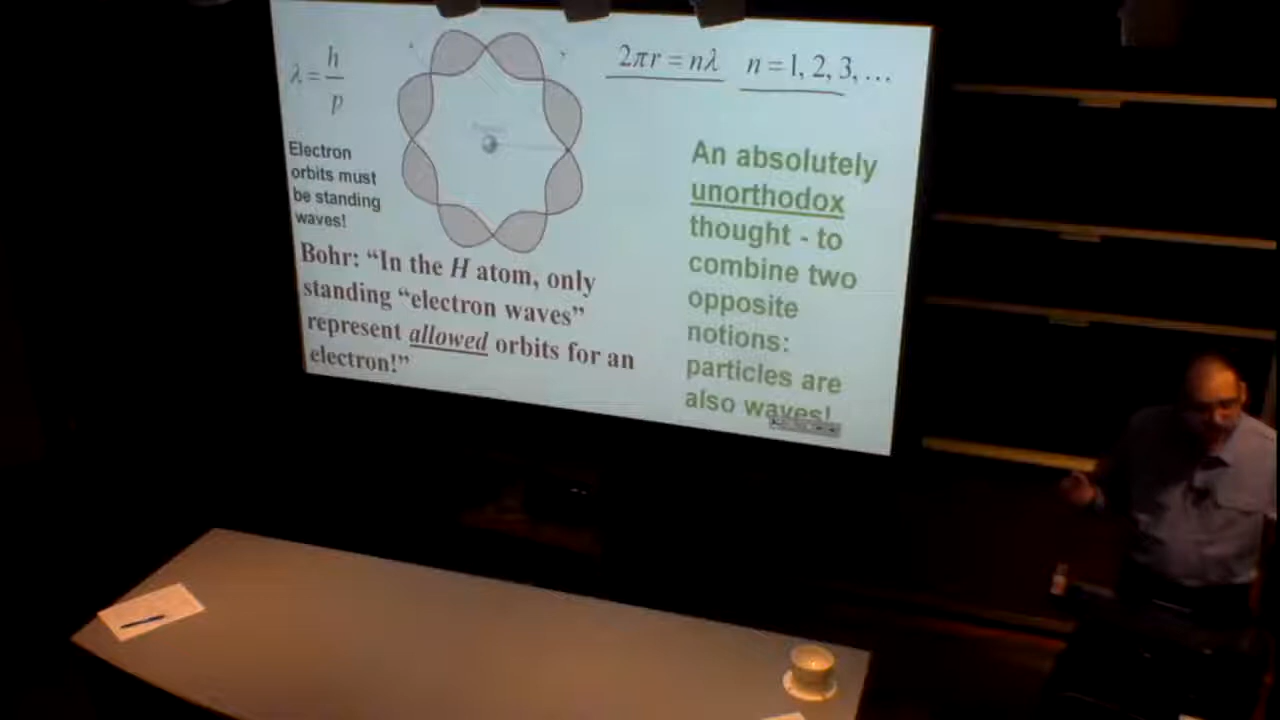 λ = h/p
2πr = nλ n = 1, 2, 3, …
Electron
orbits must
be standing
waves!
Bohr: “In the H atom, only
standing “electron waves”
represent allowed orbits for an
electron!”
An absolutely
unorthodox
thought - to
combine two
opposite
notions:
particles are
also waves!